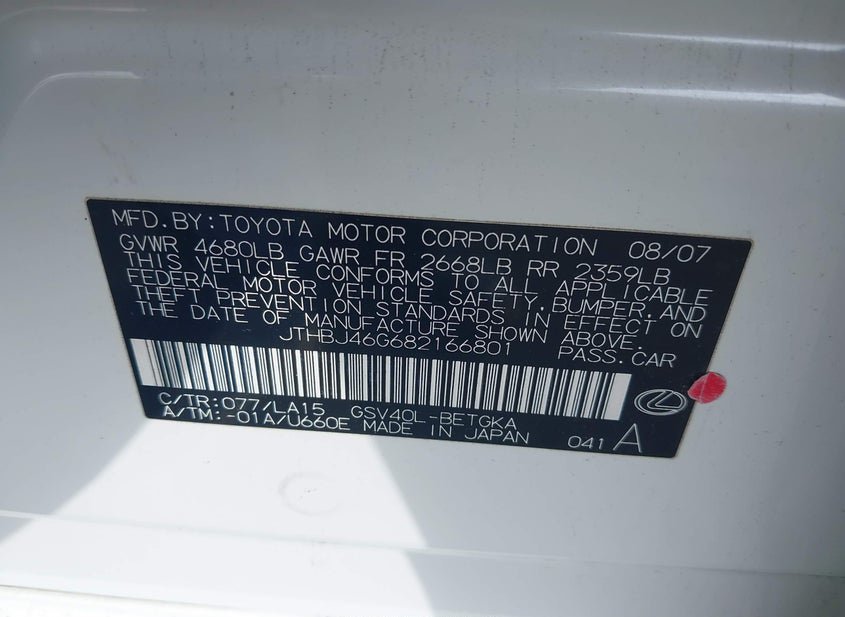 MFD.BY:TOYOTA MOTOR CORPORATION 08/07
GVWR 4680LB GAWR FR 2668LB RR 2359LB
THIS VEHICLE CONFORMS TO ALL APPLICABLE
FEDERAL MOTOR VEHICLE SAFETY,BUMPER,AND
THEFT PREVENTION STANDARDS IN EFFECT ON
THE DATE OF MANUFACTURE SHOWN ABOVE.
JTHBJ46G682166801 PASS.CAR
C/TR:077/LA15 GSV40L-BETGKA
A/TM:-01A/U660E MADE IN JAPAN 041 A